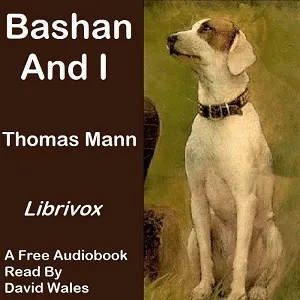 Bashan
And I
Thomas Mann
Librivox
A Free Audiobook
Read By
David Wales